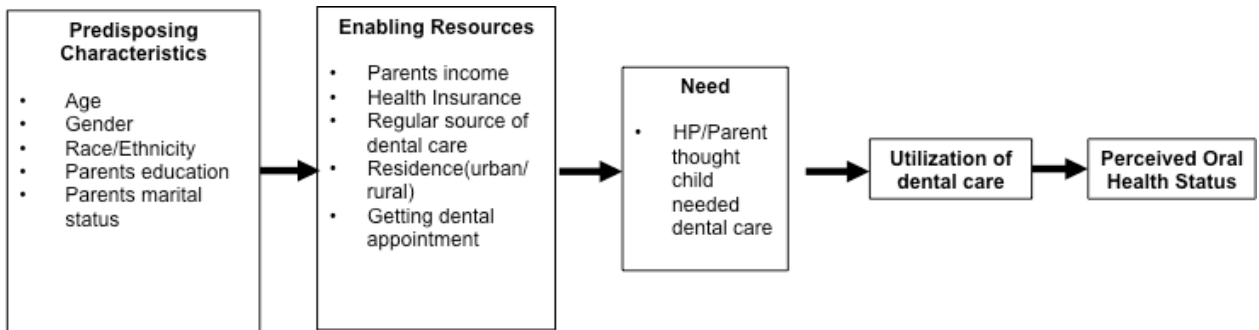 Predisposing
Characteristics
• Age
• Gender
• Race/Ethnicity
• Parents education
• Parents marital
status
Enabling Resources
• Parents income
• Health Insurance
• Regular source of
dental care
• Residence(urban/
rural)
• Getting dental
appointment
Need
• HP/Parent
thought
child
needed
dental care
Utilization of
dental care
Perceived Oral
Health Status